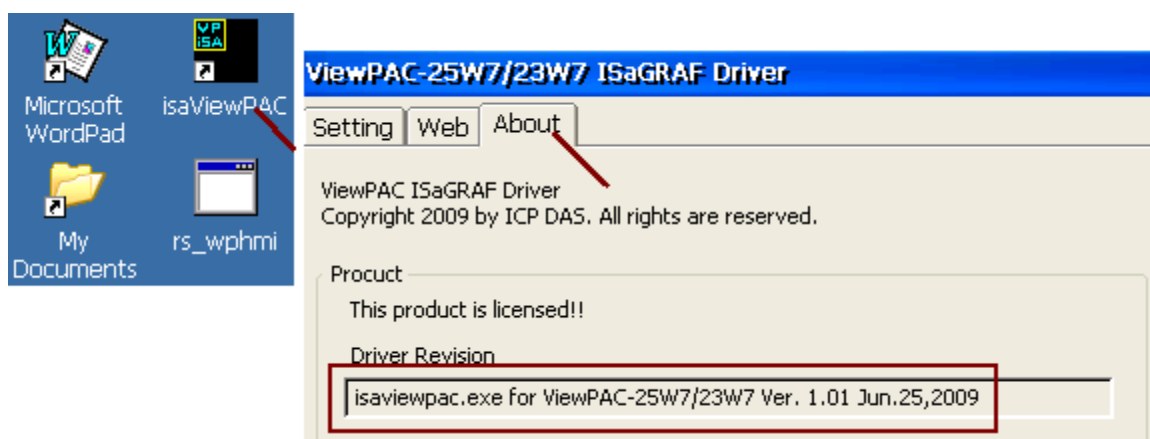 VP
iSA
Microsoft
WordPad
isaViewPAC
My
Documents
rs_wphmi
ViewPAC-25W7/23W7 ISaGRAF Driver
Setting Web About
ViewPAC ISaGRAF Driver
Copyright 2009 by ICP DAS. All rights are reserved.
Procuct
This product is licensed!!
Driver Revision
isaviewpac.exe for ViewPAC-25W7/23W7 Ver. 1.01 Jun.25,2009